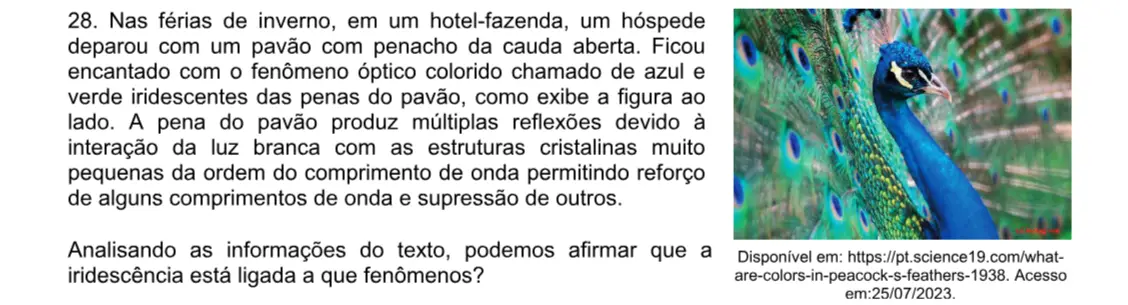 28. Nas férias de inverno, em um hotel-fazenda, um hóspede
deparou com um pavão com penacho da cauda aberta. Ficou
encantado com o fenômeno óptico colorido chamado de azul e
verde iridescentes das penas do pavão, como exibe a figura ao
lado. A pena do pavão produz múltiplas reflexões devido à
interação da luz branca com as estruturas cristalinas muito
pequenas da ordem do comprimento de onda permitindo reforço
de alguns comprimentos de onda e supressão de outros.
Analisando as informações do texto, podemos afirmar que a
iridescência está ligada a que fenômenos?
Disponível em: https://pt.science19.com/what-
are-colors-in-peacock-s-feathers-1938. Acesso
em:25/07/2023.